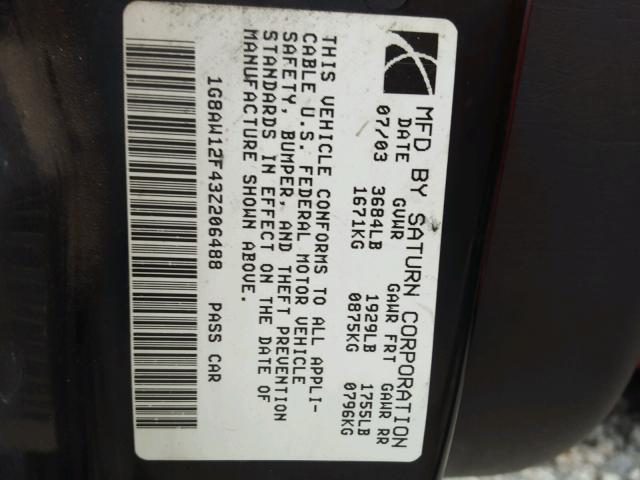 MFD BY SATURN CORPORATION
DATE GVWR GAWR FRT GAWR RR
07/03 3684LB 1929LB 1755LB
1671KG 0875KG 0796KG
THIS VEHICLE CONFORMS TO ALL APPLI-
CABLE U.S. FEDERAL MOTOR VEHICLE
SAFETY, BUMPER, AND THEFT PREVENTION
STANDARDS IN EFFECT ON THE DATE OF
MANUFACTURE SHOWN ABOVE.
1G8AW12F43Z206488 PASS CAR